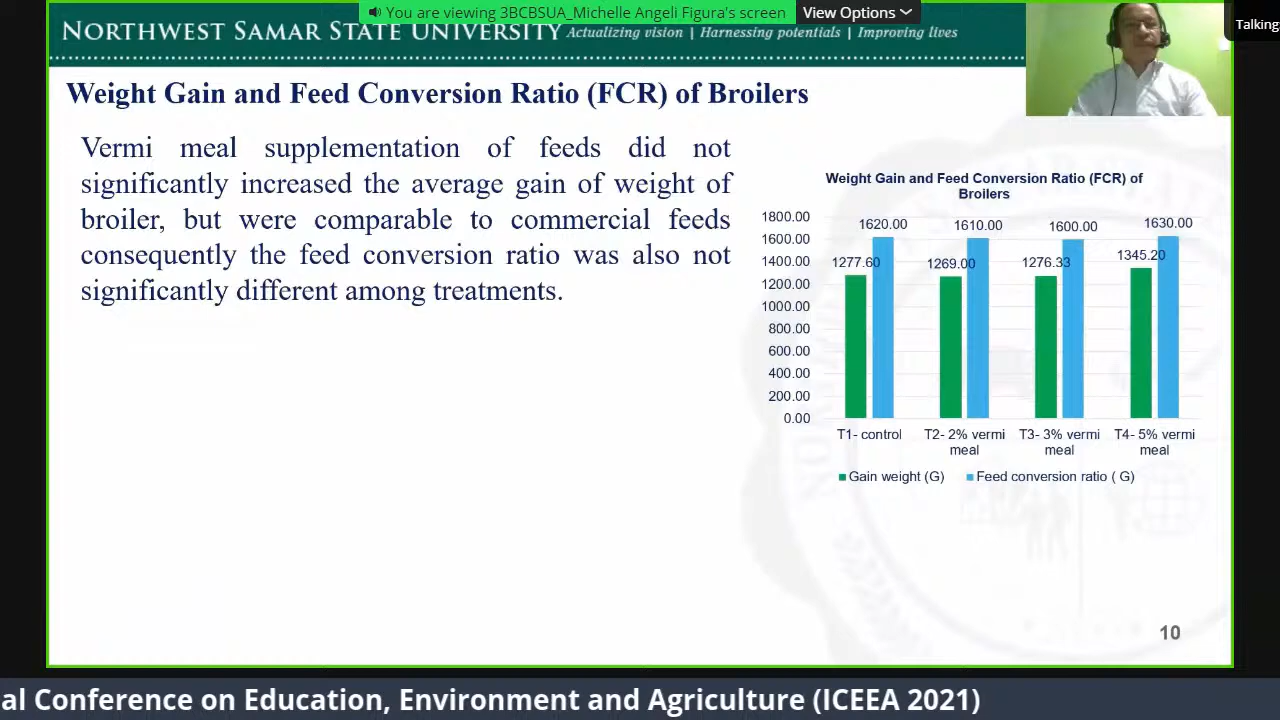 You are viewing 3BCBSUA_Michelle Angeli Figura's screen
View Options
Talking
NORTHWEST SAMAR STATE UNIVERSITY Actualizing vision | Harnessing potentials | Improving lives
Weight Gain and Feed Conversion Ratio (FCR) of Broilers
Vermi meal supplementation of feeds did not
significantly increased the average gain of weight of
broiler, but were comparable to commercial feeds
consequently the feed conversion ratio was also not
significantly different among treatments.
Weight Gain and Feed Conversion Ratio (FCR) of
Broilers
1800.00
1600.00
1400.00
1200.00
1000.00
800.00
600.00
400.00
200.00
0.00
1277.60
1620.00
1269.00
1610.00
1276.33
1600.00
1345.20
1630.00
T1- control
T2- 2% vermi
meal
T3- 3% vermi
meal
T4- 5% vermi
meal
Gain weight (G)
Feed conversion ratio ( G)
10
al Conference on Education, Environment and Agriculture (ICEEA 2021)